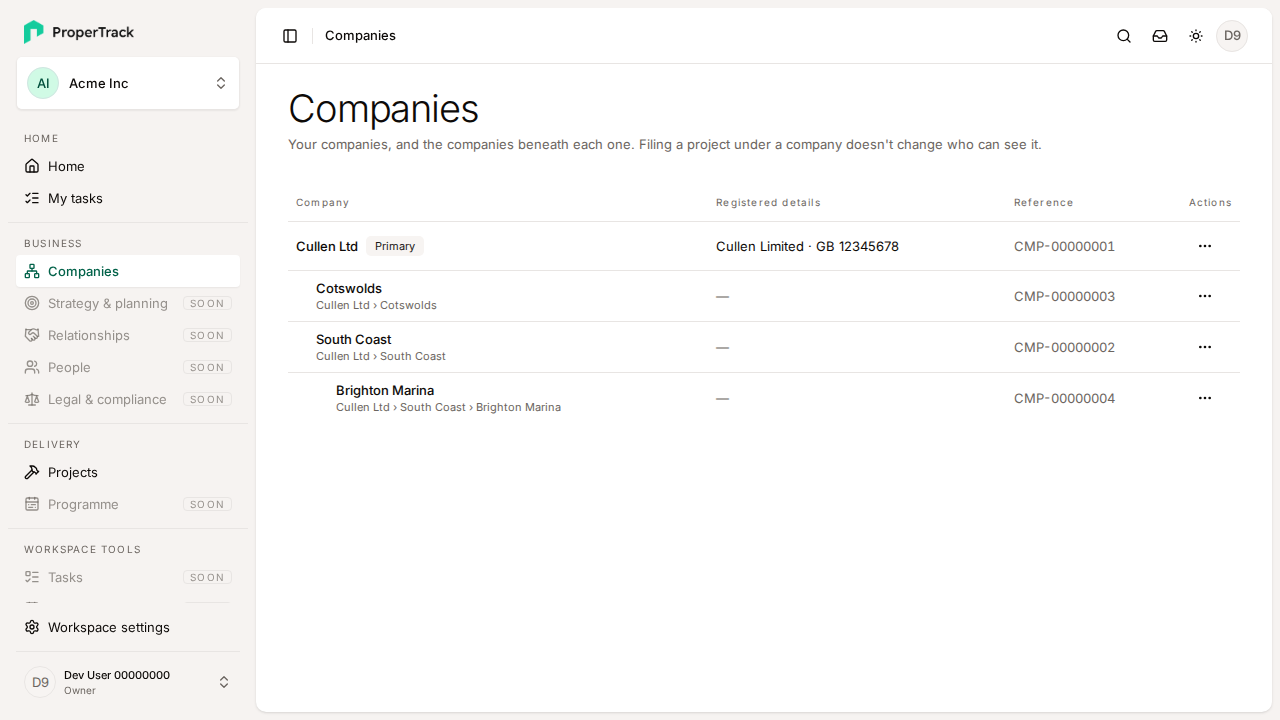 ProperTrack
AI
Acme Inc
HOME
Home
My tasks
BUSINESS
Companies
Strategy & planning SOON
Relationships SOON
People SOON
Legal & compliance SOON
DELIVERY
Projects
Programme SOON
WORKSPACE TOOLS
Tasks SOON
Workspace settings
D9
Dev User 00000000
Owner
Companies
D9
Companies
Your companies, and the companies beneath each one. Filing a project under a company doesn't change who can see it.
Company Registered details Reference Actions
Cullen Ltd Primary Cullen Limited · GB 12345678 CMP-00000001
Cotswolds
Cullen Ltd › Cotswolds — CMP-00000003
South Coast
Cullen Ltd › South Coast — CMP-00000002
Brighton Marina
Cullen Ltd › South Coast › Brighton Marina — CMP-00000004